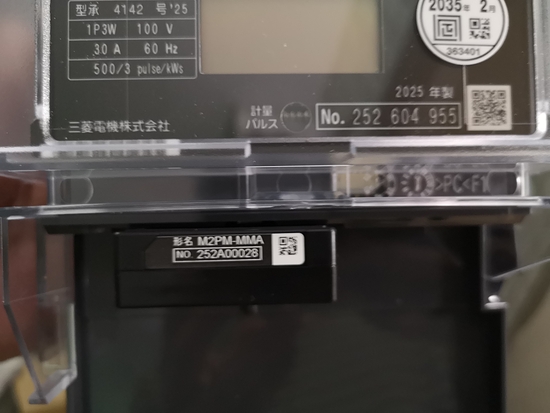 型承 4142 号 '25
1P3W 100 V
30 A 60 Hz
500/3 pulse/kWs
三菱電機株式会社
2035年 2月
363401
2025 年製
計量
パルス
No. 252 604 955
>PC<F1
形名 M2PM-MMA
NO. 252A00028